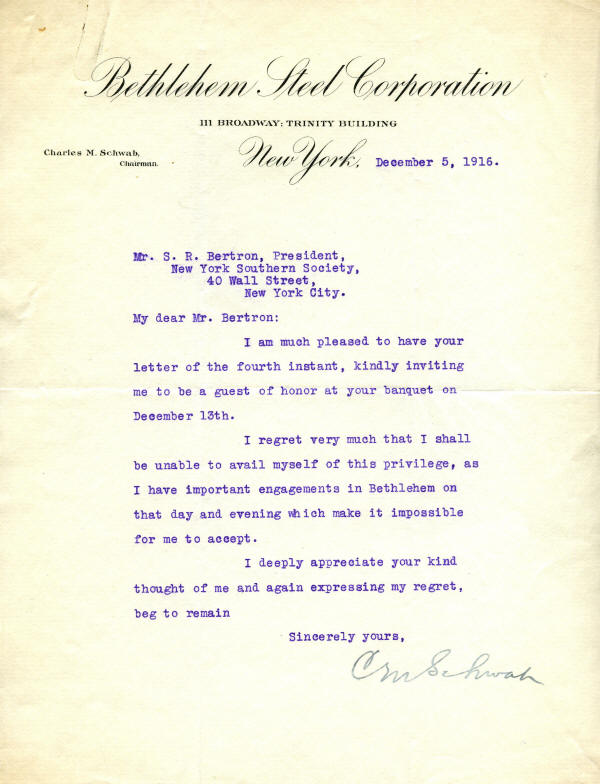 Bethlehem Steel Corporation
111 BROADWAY: TRINITY BUILDING
Charles M. Schwab,
Chairman.
New York, December 5, 1916.
Mr. S. R. Bertron, President,
New York Southern Society,
40 Wall Street,
New York City.
My dear Mr. Bertron:
I am much pleased to have your
letter of the fourth instant, kindly inviting
me to be a guest of honor at your banquet on
December 13th.
I regret very much that I shall
be unable to avail myself of this privilege, as
I have important engagements in Bethlehem on
that day and evening which make it impossible
for me to accept.
I deeply appreciate your kind
thought of me and again expressing my regret,
beg to remain
Sincerely yours,
CM Schwab